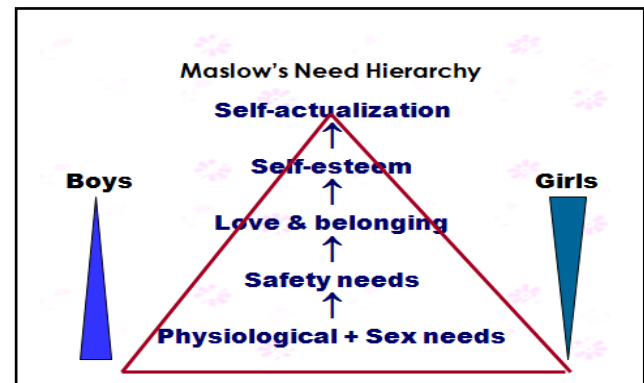 Maslow's Need Hierarchy
Self-actualization
↑
Self-esteem
Boys
Girls
↑
Love & belonging
↑
Safety needs
↑
Physiological + Sex needs